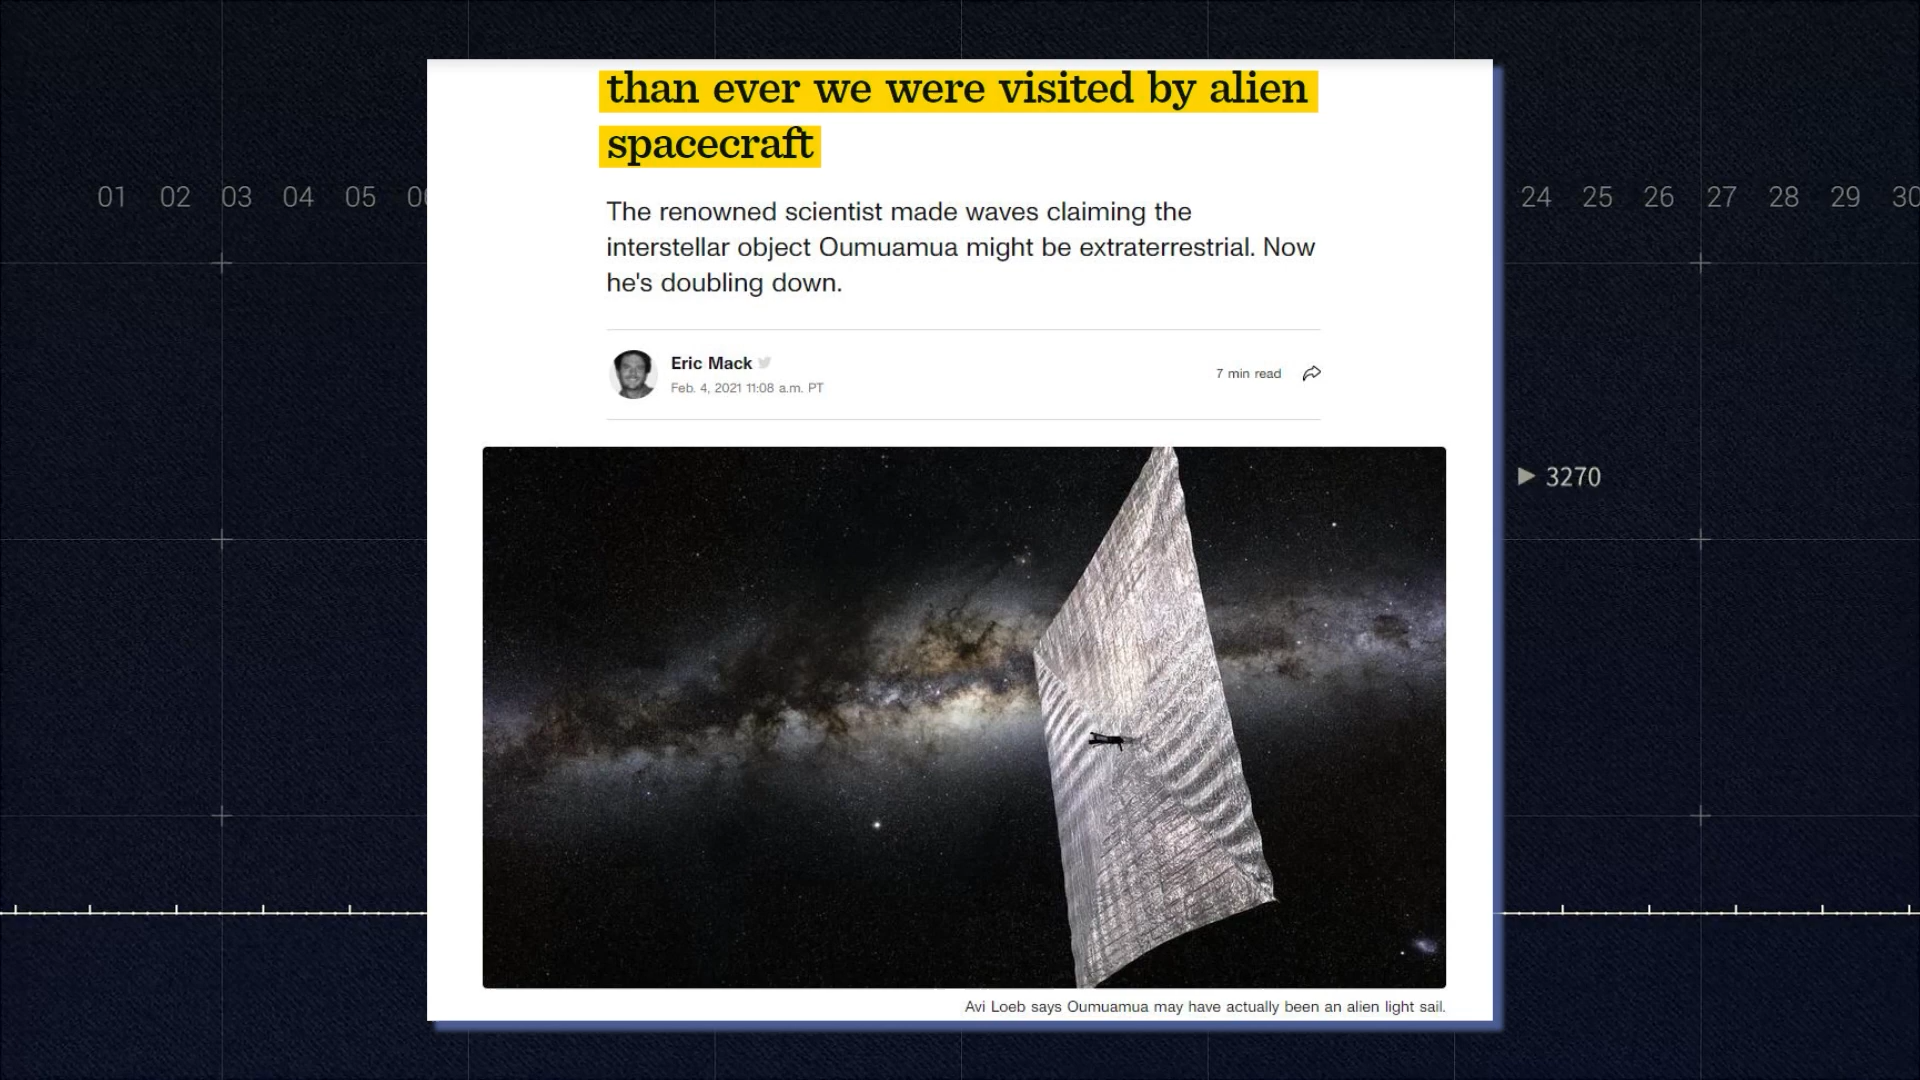 than ever we were visited by alien
spacecraft
The renowned scientist made waves claiming the
interstellar object Oumuamua might be extraterrestrial. Now
he's doubling down.
Eric Mack
Feb. 4, 2021 11:08 a.m. PT
7 min read
01 02 03 04 05
24 25 26 27 28 29 30
3270
Avi Loeb says Oumuamua may have actually been an alien light sail.